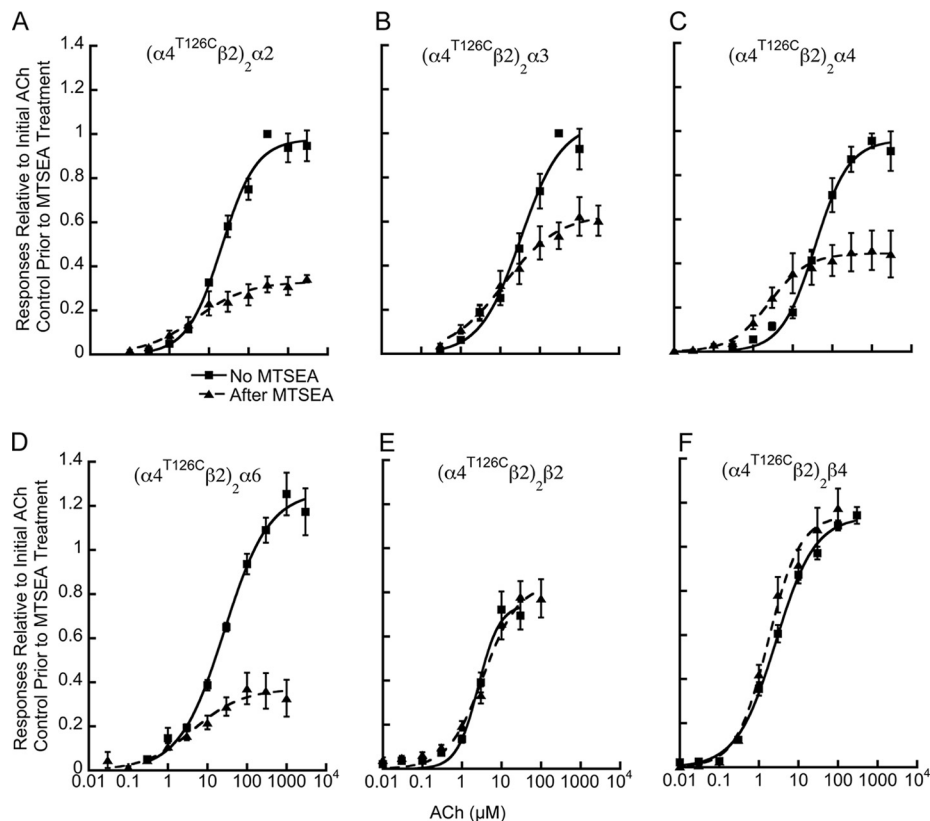 A
B
C
(α4T126Cβ2)2α2
(α4T126Cβ2)2α3
(α4T126Cβ2)2α4
Responses Relative to Initial ACh
Control Prior to MTSEA Treatment
1.4
1.2
1
0.8
0.6
0.4
0.2
0
No MTSEA
After MTSEA
D
E
F
(α4T126Cβ2)2α6
(α4T126Cβ2)2β2
(α4T126Cβ2)2β4
Responses Relative to Initial ACh
Control Prior to MTSEA Treatment
1.4
1.2
1
0.8
0.6
0.4
0.2
0
0.01 0.1 1 10 100 1000 104
0.01 0.1 1 10 100 1000 104
0.01 0.1 1 10 100 1000 104
ACh (μM)